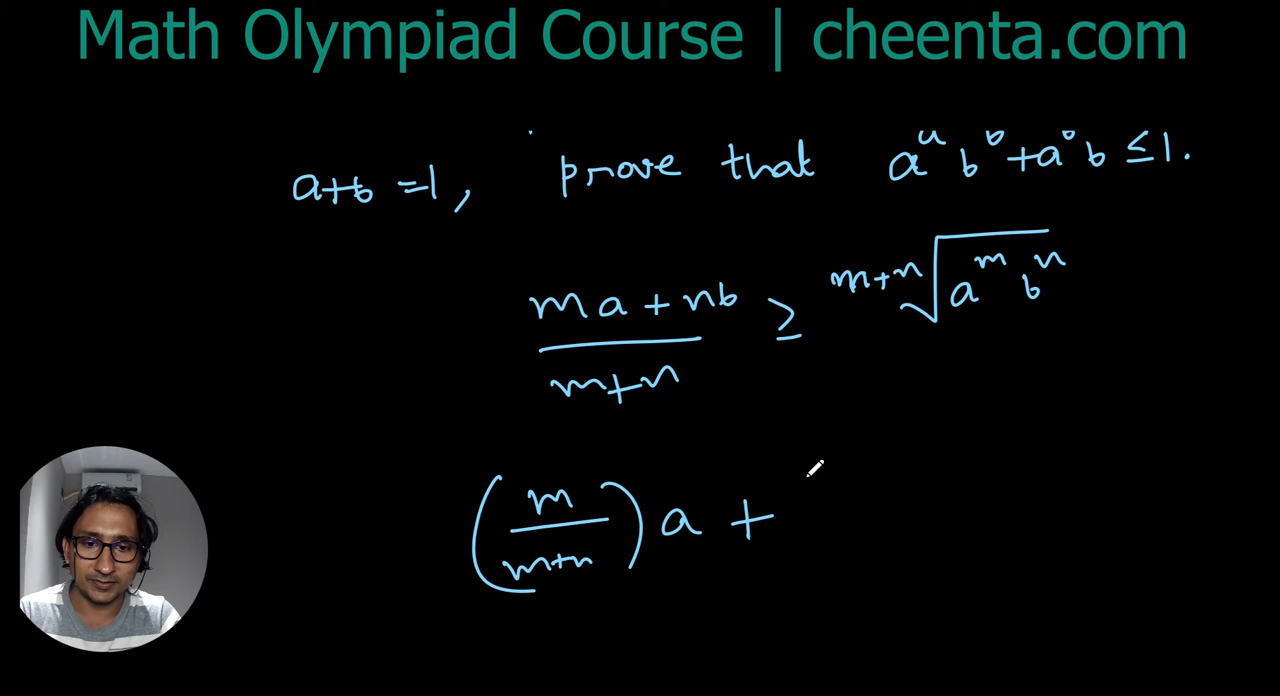 Math Olympiad Course | cheenta.com
a+b =1, prove that a^a b^b + a^b b ≤ 1.
(ma + nb)/(m+n) ≥ ^{m+n}√(a^m b^n)
(m/(m+n)) a +